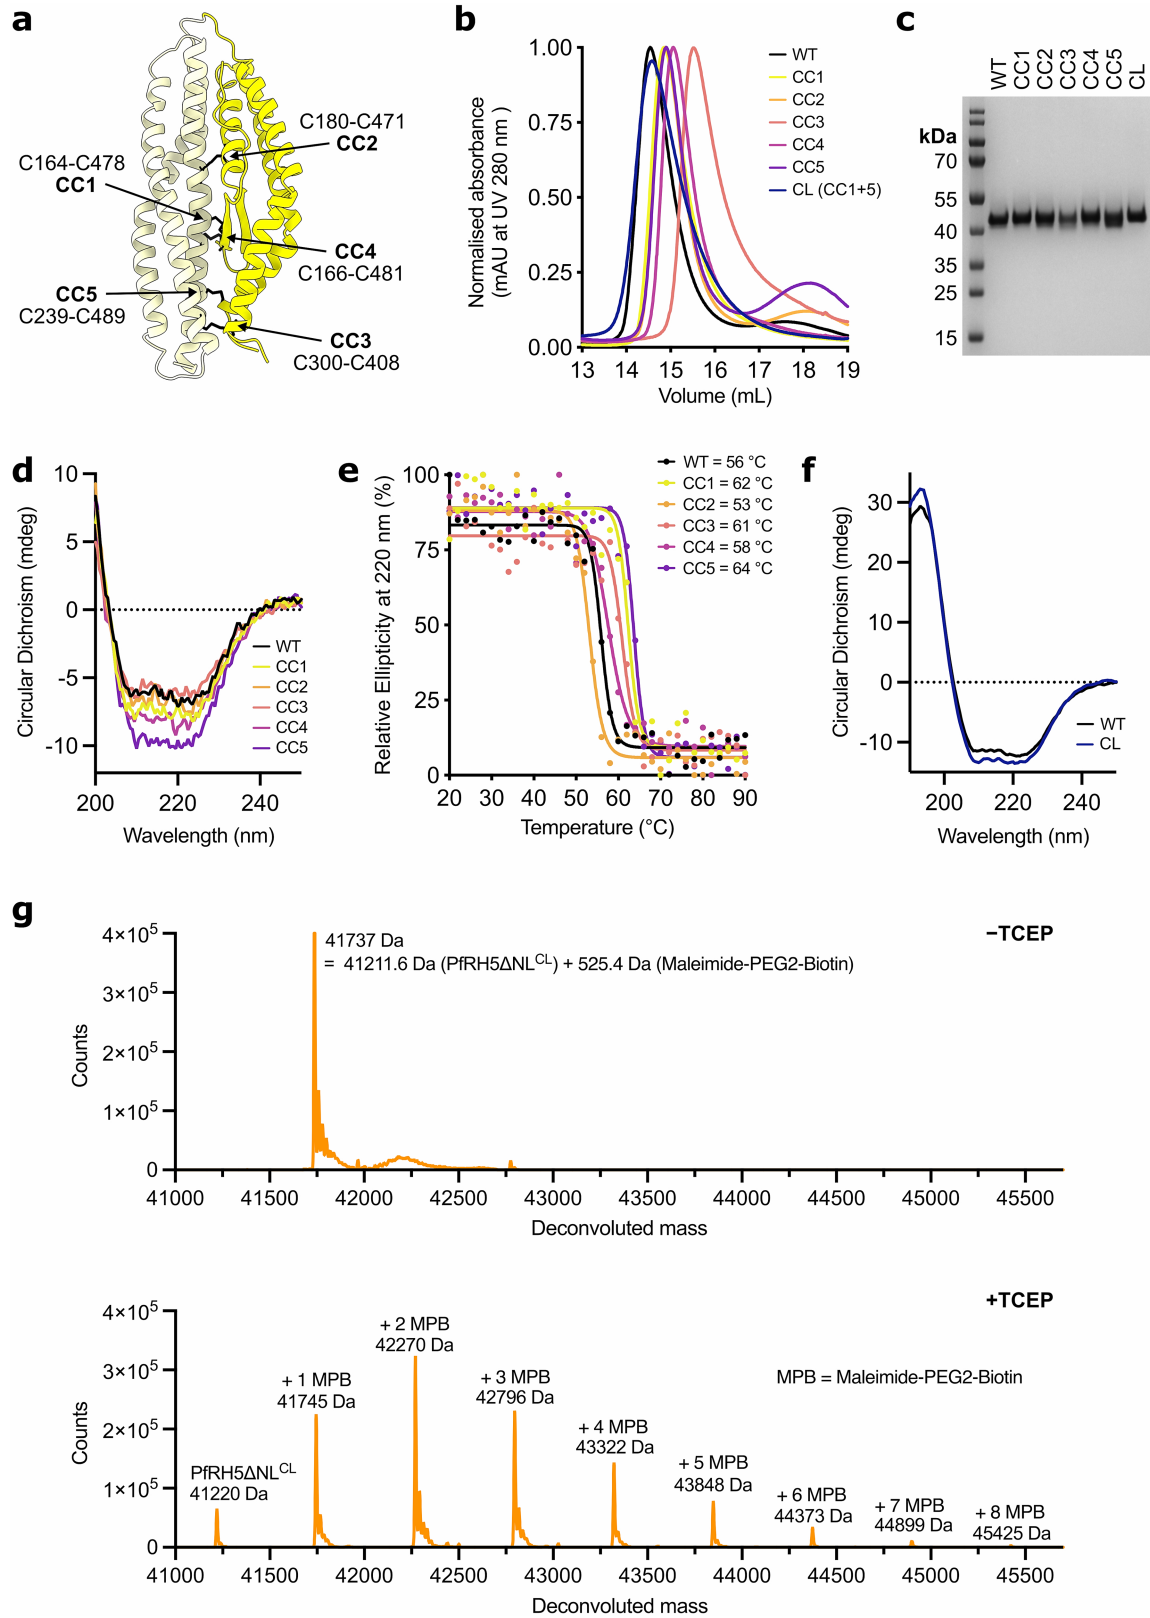 a
C180-C471
CC2
C164-C478
CC1
CC4
C166-C481
CC5
C239-C489
CC3
C300-C408
b
Normalised absorbance
(mAU at UV 280 nm )
1.00
0.75
0.50
0.25
0.00
13 14 15 16 17 18 19
Volume (mL)
WT
CC1
CC2
CC3
CC4
CC5
CL (CC1+5)
c
WT CC1 CC2 CC3 CC4 CC5 CL
kDa
70
55
40
35
25
15
d
Circular Dichroism (mdeg)
10
5
0
-5
-10
200 220 240
Wavelength (nm)
WT
CC1
CC2
CC3
CC4
CC5
e
Relative Ellipticity at 220 nm (%)
100
75
50
25
0
20 30 40 50 60 70 80 90
Temperature (°C)
WT = 56 °C
CC1 = 62 °C
CC2 = 53 °C
CC3 = 61 °C
CC4 = 58 °C
CC5 = 64 °C
f
Circular Dichroism (mdeg)
30
20
10
0
-10
200 220 240
Wavelength (nm)
WT
CL
g
−TCEP
41737 Da
= 41211.6 Da (PfRH5ΔNL^CL) + 525.4 Da (Maleimide-PEG2-Biotin)
Counts
4×10⁵
3×10⁵
2×10⁵
1×10⁵
0
41000 41500 42000 42500 43000 43500 44000 44500 45000 45500
Deconvoluted mass
+TCEP
MPB = Maleimide-PEG2-Biotin
Counts
4×10⁵
3×10⁵
2×10⁵
1×10⁵
0
PfRH5ΔNL^CL
41220 Da
+ 1 MPB
41745 Da
+ 2 MPB
42270 Da
+ 3 MPB
42796 Da
+ 4 MPB
43322 Da
+ 5 MPB
43848 Da
+ 6 MPB
44373 Da
+ 7 MPB
44899 Da
+ 8 MPB
45425 Da
41000 41500 42000 42500 43000 43500 44000 44500 45000 45500
Deconvoluted mass